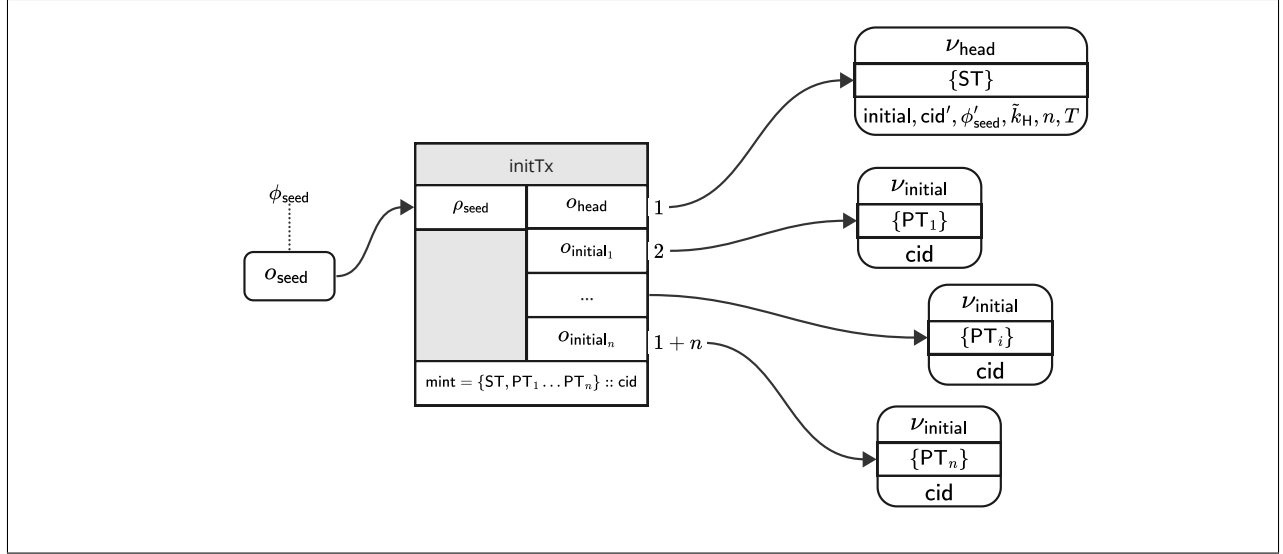 ν_head
{ST}
initial, cid′, ϕ′_seed, k̃_H, n, T
initTx
ϕ_seed
ρ_seed
o_head
1
ν_initial
{PT_1}
cid
o_seed
o_initial_1
2
...
ν_initial
{PT_i}
cid
o_initial_n
1 + n
mint = {ST, PT_1 … PT_n} :: cid
ν_initial
{PT_n}
cid